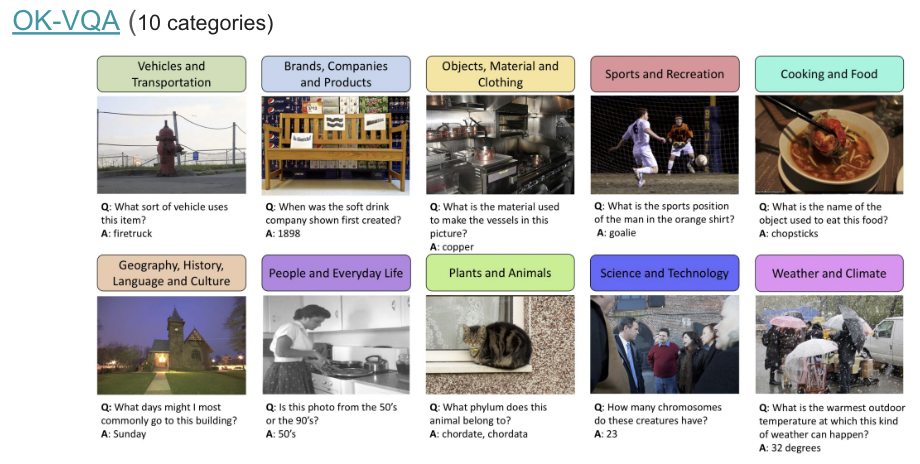 OK-VQA (10 categories)
Vehicles and
Transportation
Brands, Companies
and Products
Objects, Material and
Clothing
Sports and Recreation
Cooking and Food
Q: What sort of vehicle uses
this item?
A: firetruck
Q: When was the soft drink
company shown first created?
A: 1898
Q: What is the material used
to make the vessels in this
picture?
A: copper
Q: What is the sports position
of the man in the orange shirt?
A: goalie
Q: What is the name of the
object used to eat this food?
A: chopsticks
Geography, History,
Language and Culture
People and Everyday Life
Plants and Animals
Science and Technology
Weather and Climate
Q: What days might I most
commonly go to this building?
A: Sunday
Q: Is this photo from the 50's
or the 90's?
A: 50's
Q: What phylum does this
animal belong to?
A: chordate, chordata
Q: How many chromosomes
do these creatures have?
A: 23
Q: What is the warmest outdoor
temperature at which this kind
of weather can happen?
A: 32 degrees